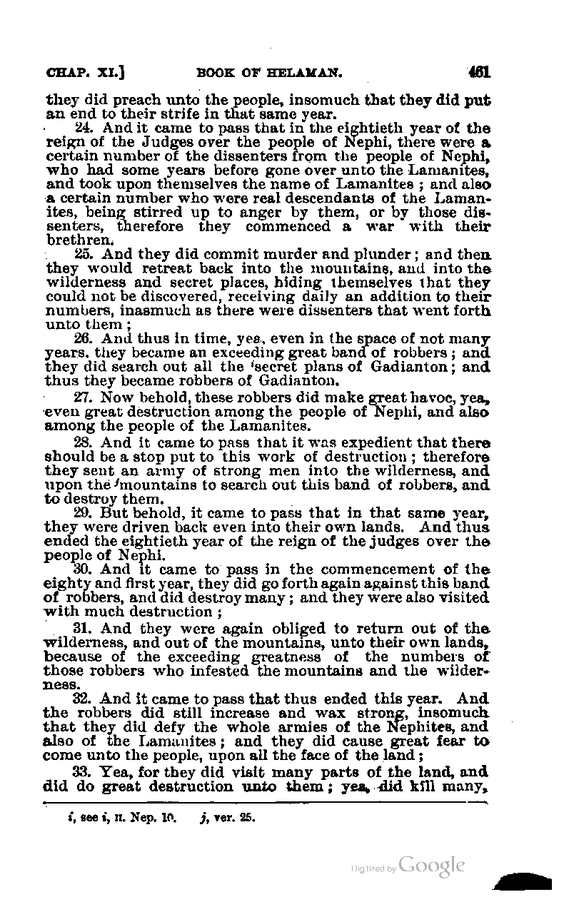 CHAP. XI.] BOOK OF HELAMAN. 461
they did preach unto the people, insomuch that they did put
an end to their strife in that same year.
24. And it came to pass that in the eightieth year of the
reign of the Judges over the people of Nephi, there were a
certain number of the dissenters from the people of Nephi,
who had some years before gone over unto the Lamanites,
and took upon themselves the name of Lamanites ; and also
a certain number who were real descendants of the Laman-
ites, being stirred up to anger by them, or by those dis-
senters, therefore they commenced a war with their
brethren.
25. And they did commit murder and plunder ; and then
they would retreat back into the mountains, and into the
wilderness and secret places, hiding themselves that they
could not be discovered, receiving daily an addition to their
numbers, inasmuch as there were dissenters that went forth
unto them ;
26. And thus in time, yea, even in the space of not many
years. they became an exceeding great band of robbers ; and
they did search out all the ⁱsecret plans of Gadianton ; and
thus they became robbers of Gadianton.
27. Now behold, these robbers did make great havoc, yea,
even great destruction among the people of Nephi, and also
among the people of the Lamanites.
28. And it came to pass that it was expedient that there
should be a stop put to this work of destruction ; therefore
they sent an army of strong men into the wilderness, and
upon the ʲmountains to search out this band of robbers, and
to destroy them.
29. But behold, it came to pass that in that same year,
they were driven back even into their own lands. And thus
ended the eightieth year of the reign of the judges over the
people of Nephi.
30. And it came to pass in the commencement of the
eighty and first year, they did go forth again against this band
of robbers, and did destroy many ; and they were also visited
with much destruction ;
31. And they were again obliged to return out of the
wilderness, and out of the mountains, unto their own lands,
because of the exceeding greatness of the numbers of
those robbers who infested the mountains and the wilder-
ness.
32. And it came to pass that thus ended this year. And
the robbers did still increase and wax strong, insomuch
that they did defy the whole armies of the Nephites, and
also of the Lamanites ; and they did cause great fear to
come unto the people, upon all the face of the land ;
33. Yea, for they did visit many parts of the land, and
did do great destruction unto them ; yea, did kill many,
i, see i, II. Nep. 10. j, ver. 25.
Digitized by Google